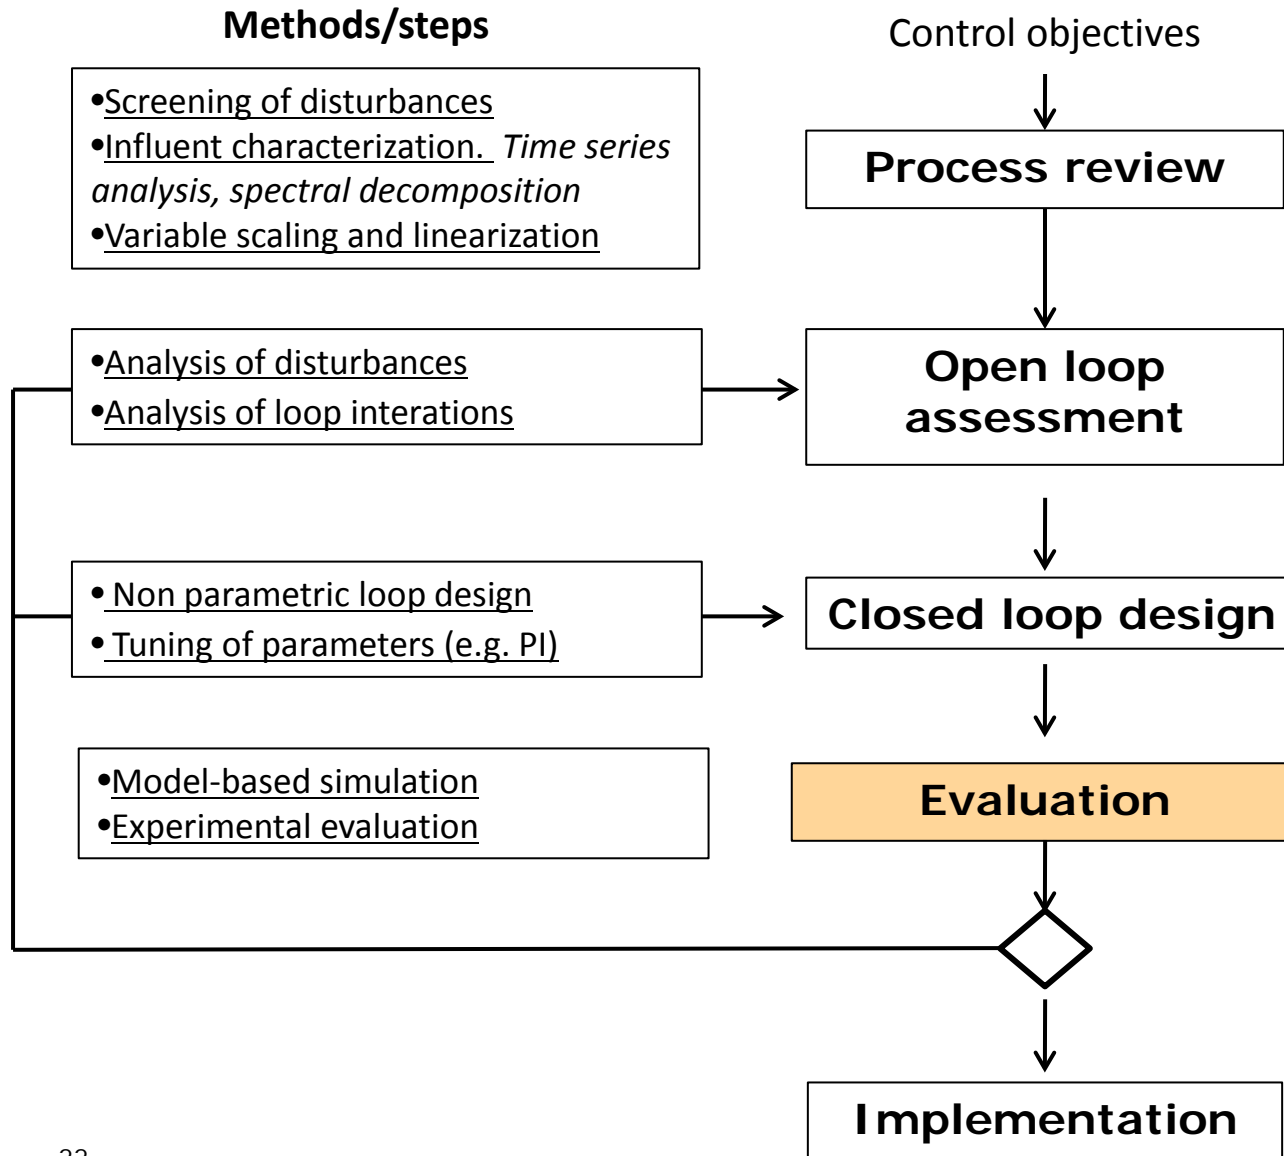 Methods/steps
Control objectives
•Screening of disturbances
•Influent characterization. Time series
analysis, spectral decomposition
•Variable scaling and linearization
Process review
•Analysis of disturbances
•Analysis of loop interations
Open loop
assessment
• Non parametric loop design
• Tuning of parameters (e.g. PI)
Closed loop design
•Model-based simulation
•Experimental evaluation
Evaluation
Implementation